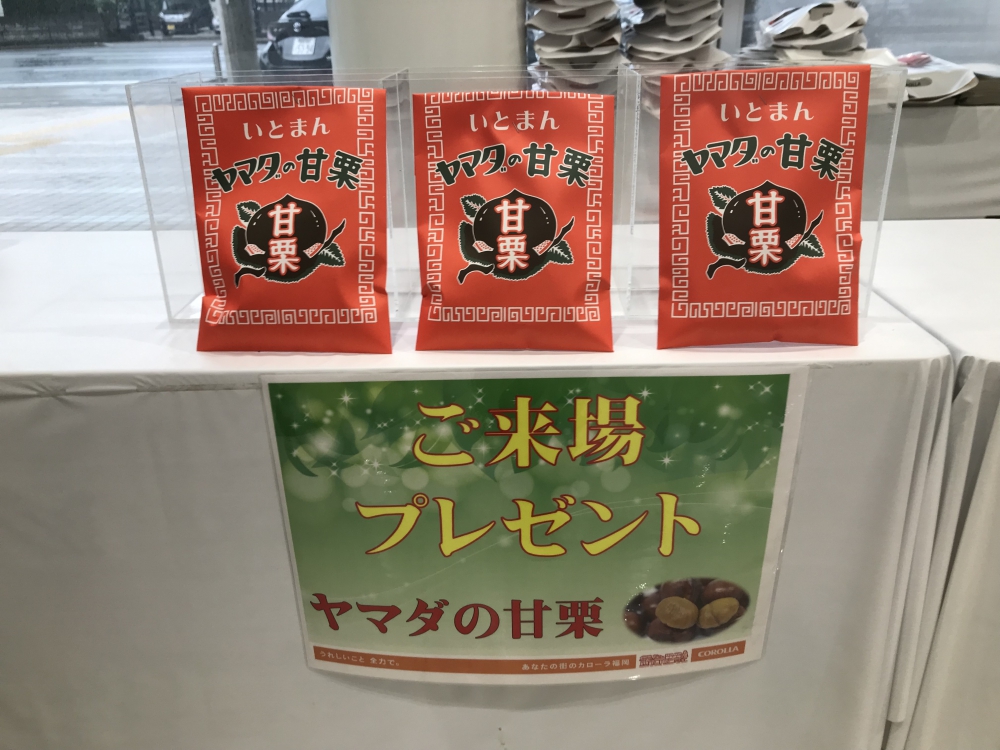 いとまん
ヤマダの甘栗
甘栗
いとまん
ヤマダの甘栗
甘栗
いとまん
ヤマダの甘栗
甘栗
ご来場
プレゼント
ヤマダの甘栗
うれしいこと 全力で。
あなたの街のカローラ福岡
COROLLA